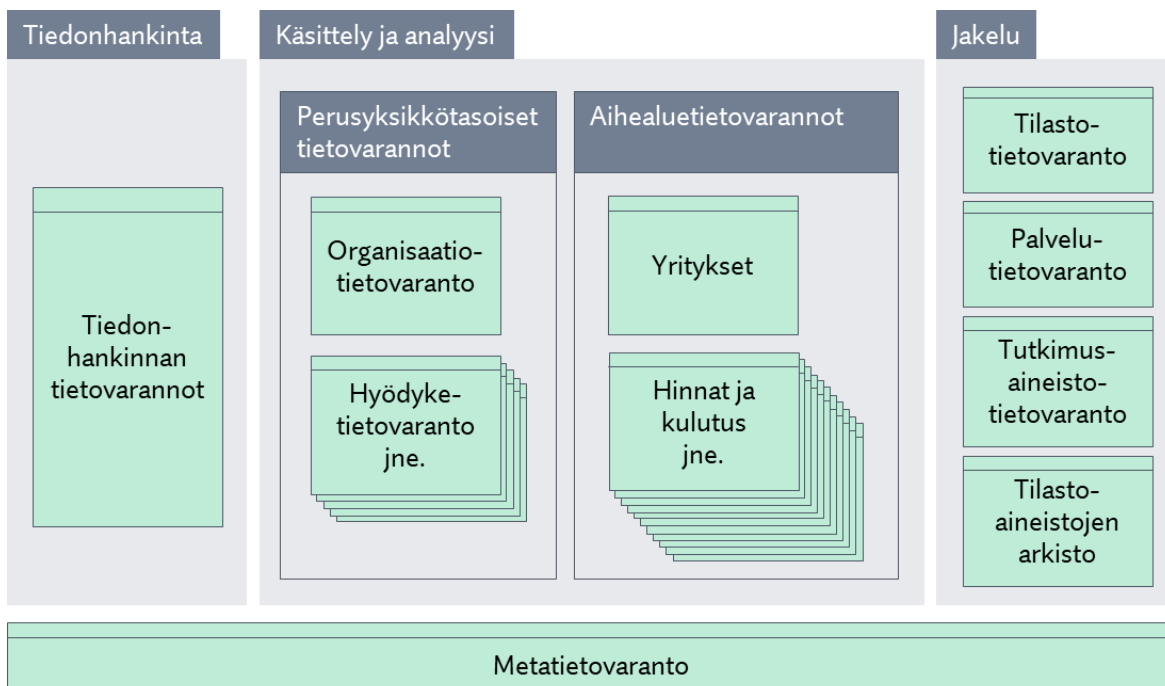 Tiedonhankinta
Tiedon-
hankinnan
tietovarannot
Käsittely ja analyysi
Perusyksikkötasoiset
tietovarannot
Organisaatio-
tietovaranto
Hyödyke-
tietovaranto
jne.
Aihealuetietovarannot
Yritykset
Hinnat ja
kulutus
jne.
Jakelu
Tilasto-
tietovaranto
Palvelu-
tietovaranto
Tutkimus-
aineisto-
tietovaranto
Tilasto-
aineistojen
arkisto
Metatietovaranto